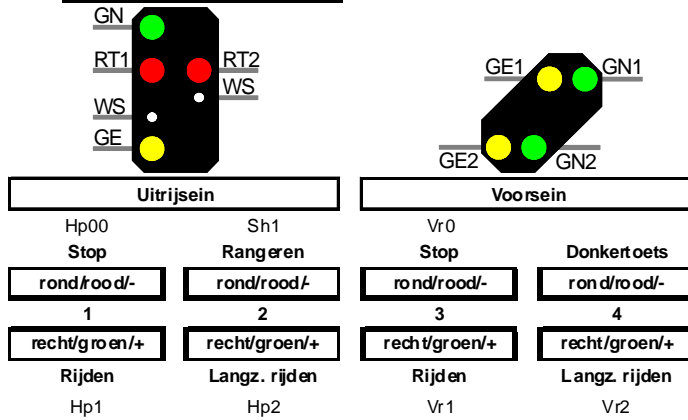 GN
RT1 RT2
WS
WS
GE
GE1 GN1
GE2 GN2
Uitrijsein Voorsein
Hp00 Sh1 Vr0
Stop Rangeren Stop Donkertoets
rond/rood/- rond/rood/- rond/rood/- rond/rood/-
1 2 3 4
recht/groen/+ recht/groen/+ recht/groen/+ recht/groen/+
Rijden Langz. rijden Rijden Langz. rijden
Hp1 Hp2 Vr1 Vr2